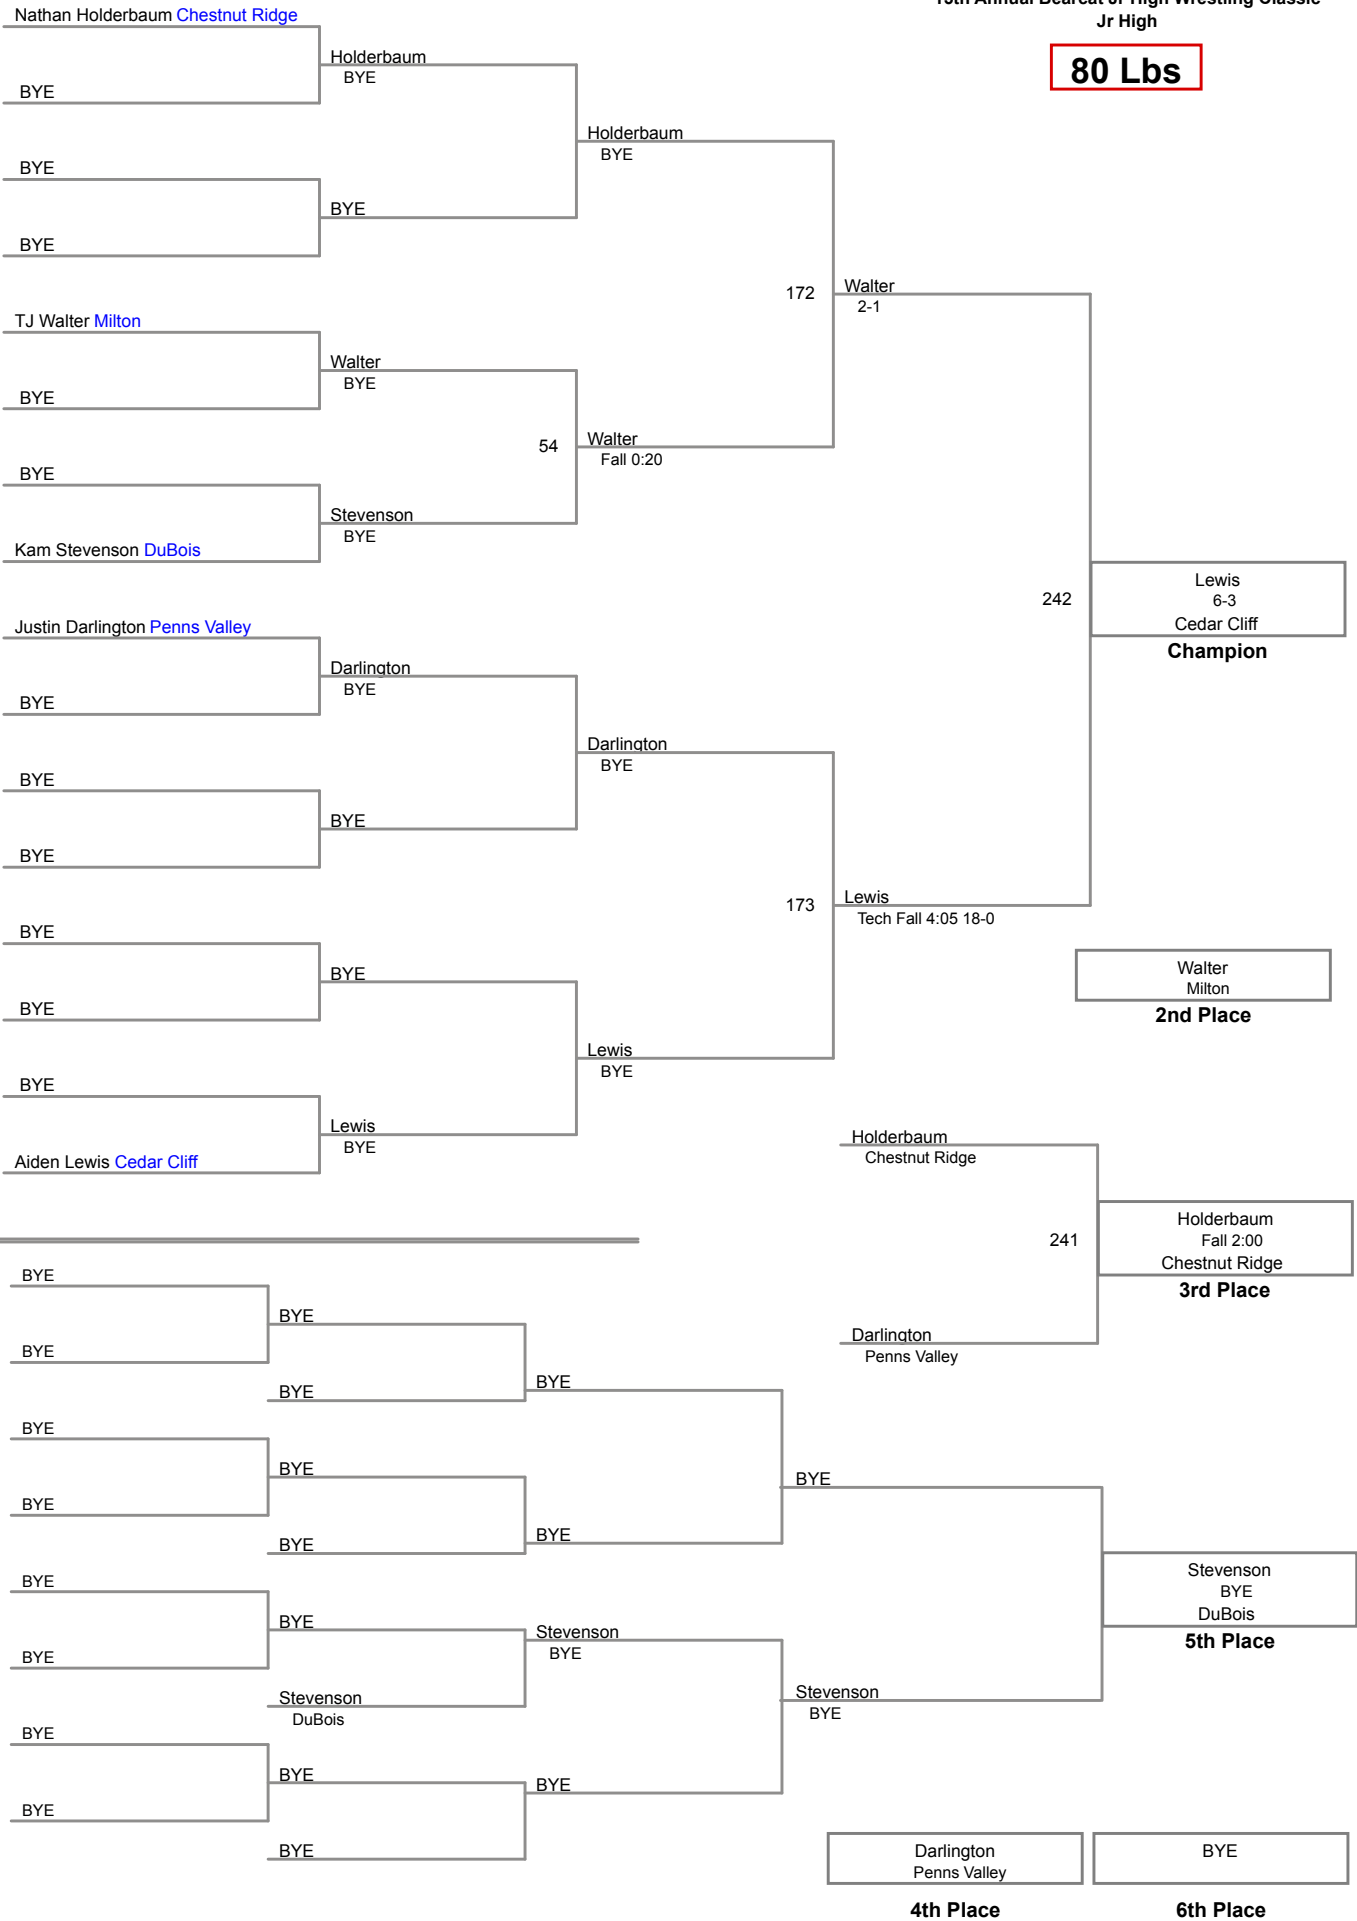 Jr High
80 Lbs
Nathan Holderbaum Chestnut Ridge
BYE
BYE
BYE
TJ Walter Milton
BYE
BYE
Kam Stevenson DuBois
Justin Darlington Penns Valley
BYE
BYE
BYE
BYE
BYE
BYE
Aiden Lewis Cedar Cliff
Holderbaum
BYE
BYE
Walter
BYE
Stevenson
BYE
Darlington
BYE
BYE
BYE
Lewis
BYE
Holderbaum
BYE
54
Walter
Fall 0:20
Darlington
BYE
Lewis
BYE
172
Walter
2-1
173
Lewis
Tech Fall 4:05 18-0
242
Lewis
6-3
Cedar Cliff
Champion
Walter
Milton
2nd Place
Holderbaum
Chestnut Ridge
241
Darlington
Penns Valley
Holderbaum
Fall 2:00
Chestnut Ridge
3rd Place
BYE
BYE
BYE
BYE
BYE
BYE
BYE
BYE
BYE
BYE
BYE
BYE
BYE
Stevenson
DuBois
BYE
BYE
BYE
BYE
Stevenson
BYE
BYE
BYE
Stevenson
BYE
Stevenson
BYE
DuBois
5th Place
Darlington
Penns Valley
4th Place
BYE
6th Place